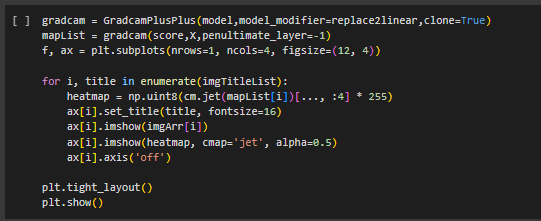 [ ] gradcam = GradcamPlusPlus(model,model_modifier=replace2linear,clone=True)
mapList = gradcam(score,X,penultimate_layer=-1)
f, ax = plt.subplots(nrows=1, ncols=4, figsize=(12, 4))
for i, title in enumerate(imgTitleList):
heatmap = np.uint8(cm.jet(mapList[i])[..., :4] * 255)
ax[i].set_title(title, fontsize=16)
ax[i].imshow(imgArr[i])
ax[i].imshow(heatmap, cmap='jet', alpha=0.5)
ax[i].axis('off')
plt.tight_layout()
plt.show()